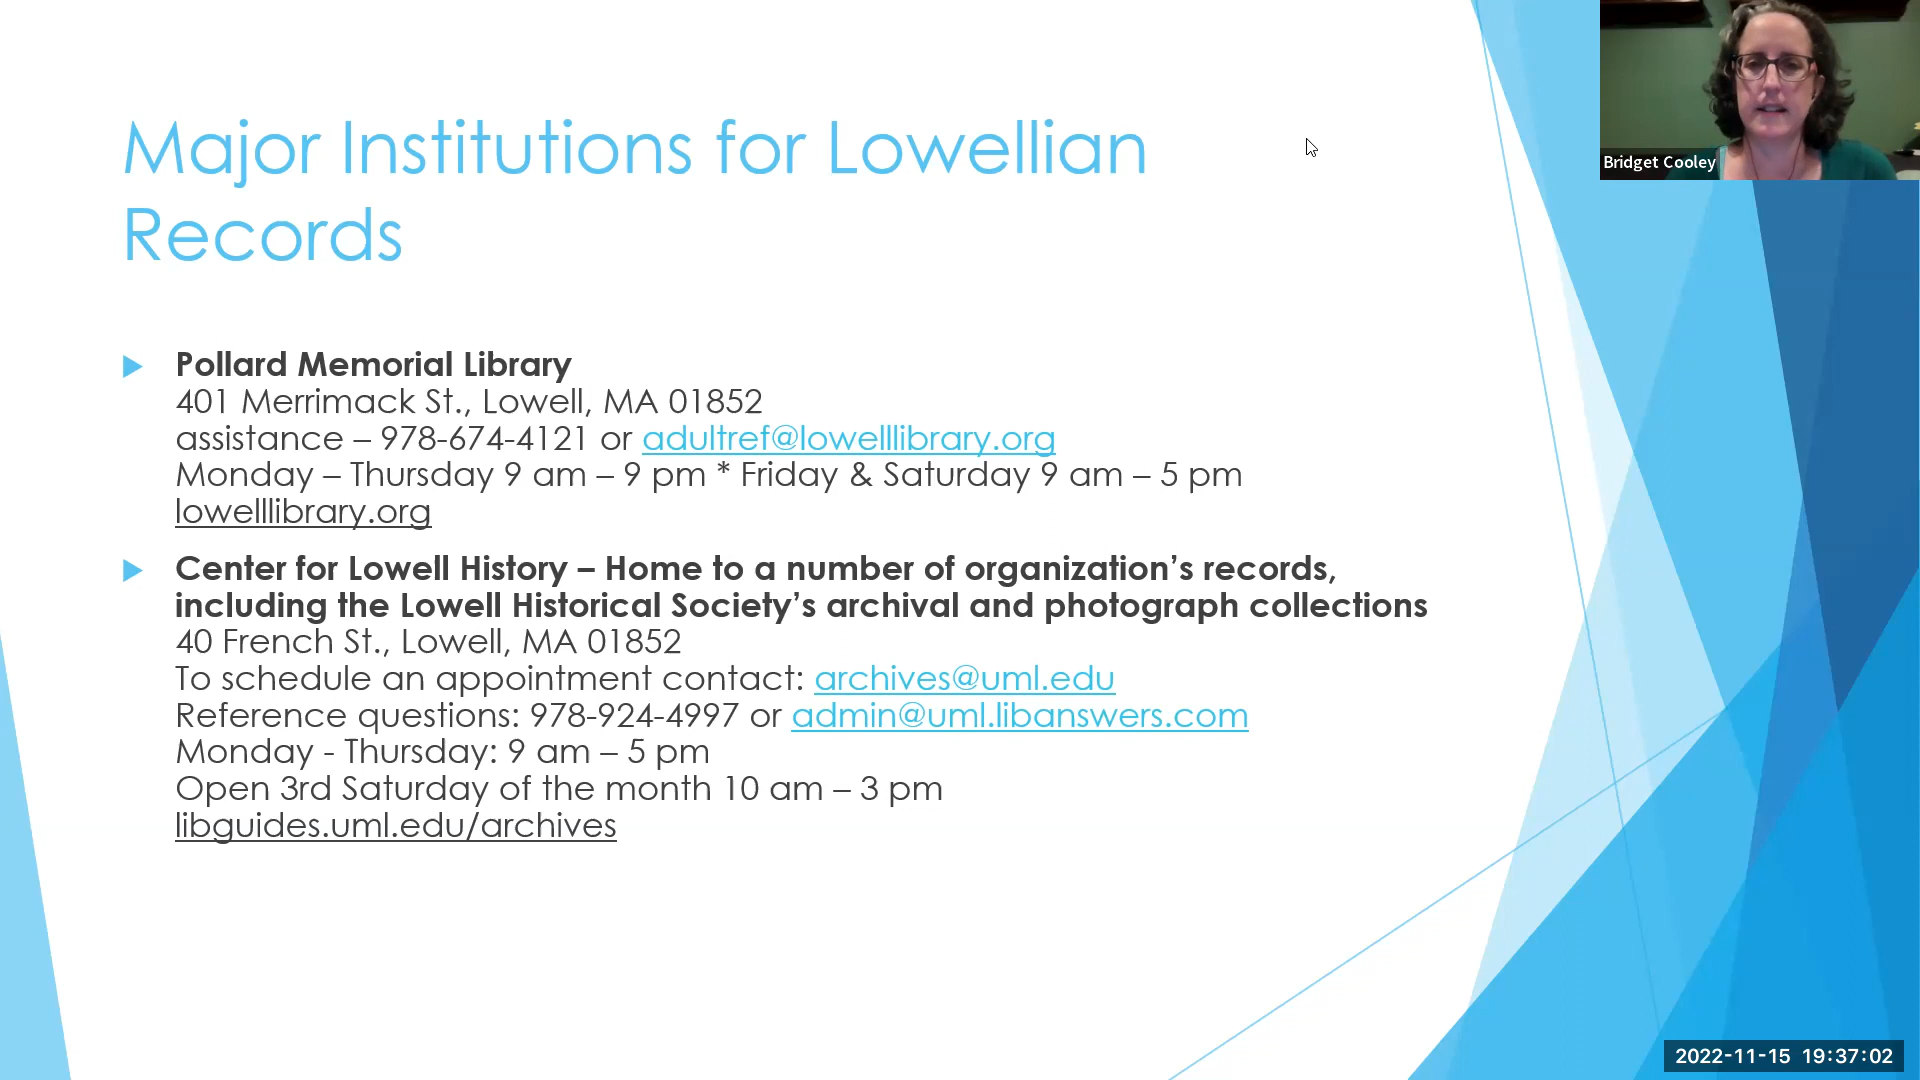 Major Institutions for Lowellian
Records
Pollard Memorial Library
401 Merrimack St., Lowell, MA 01852
assistance – 978-674-4121 or adultref@lowelllibrary.org
Monday – Thursday 9 am – 9 pm * Friday & Saturday 9 am – 5 pm
lowelllibrary.org
Center for Lowell History – Home to a number of organization’s records,
including the Lowell Historical Society’s archival and photograph collections
40 French St., Lowell, MA 01852
To schedule an appointment contact: archives@uml.edu
Reference questions: 978-924-4997 or admin@uml.libanswers.com
Monday - Thursday: 9 am – 5 pm
Open 3rd Saturday of the month 10 am – 3 pm
libguides.uml.edu/archives
Bridget Cooley
2022-11-15 19:37:02